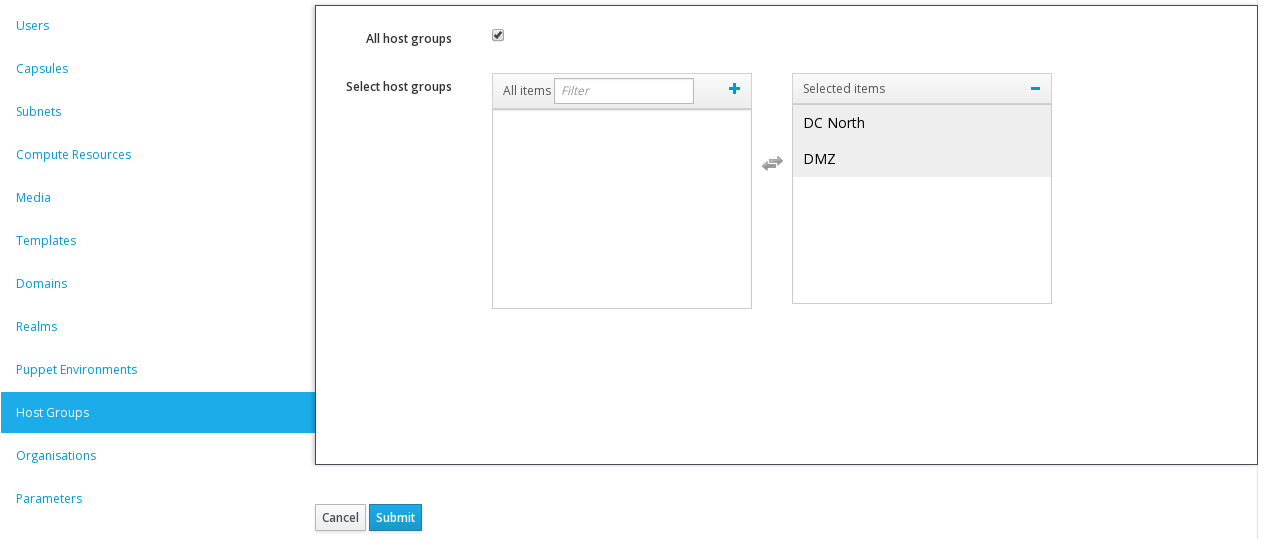 Users
Capsules
Subnets
Compute Resources
Media
Templates
Domains
Realms
Puppet Environments
Host Groups
Organisations
Parameters
All host groups
Select host groups
All items Filter
Selected items
DC North
DMZ
Cancel Submit